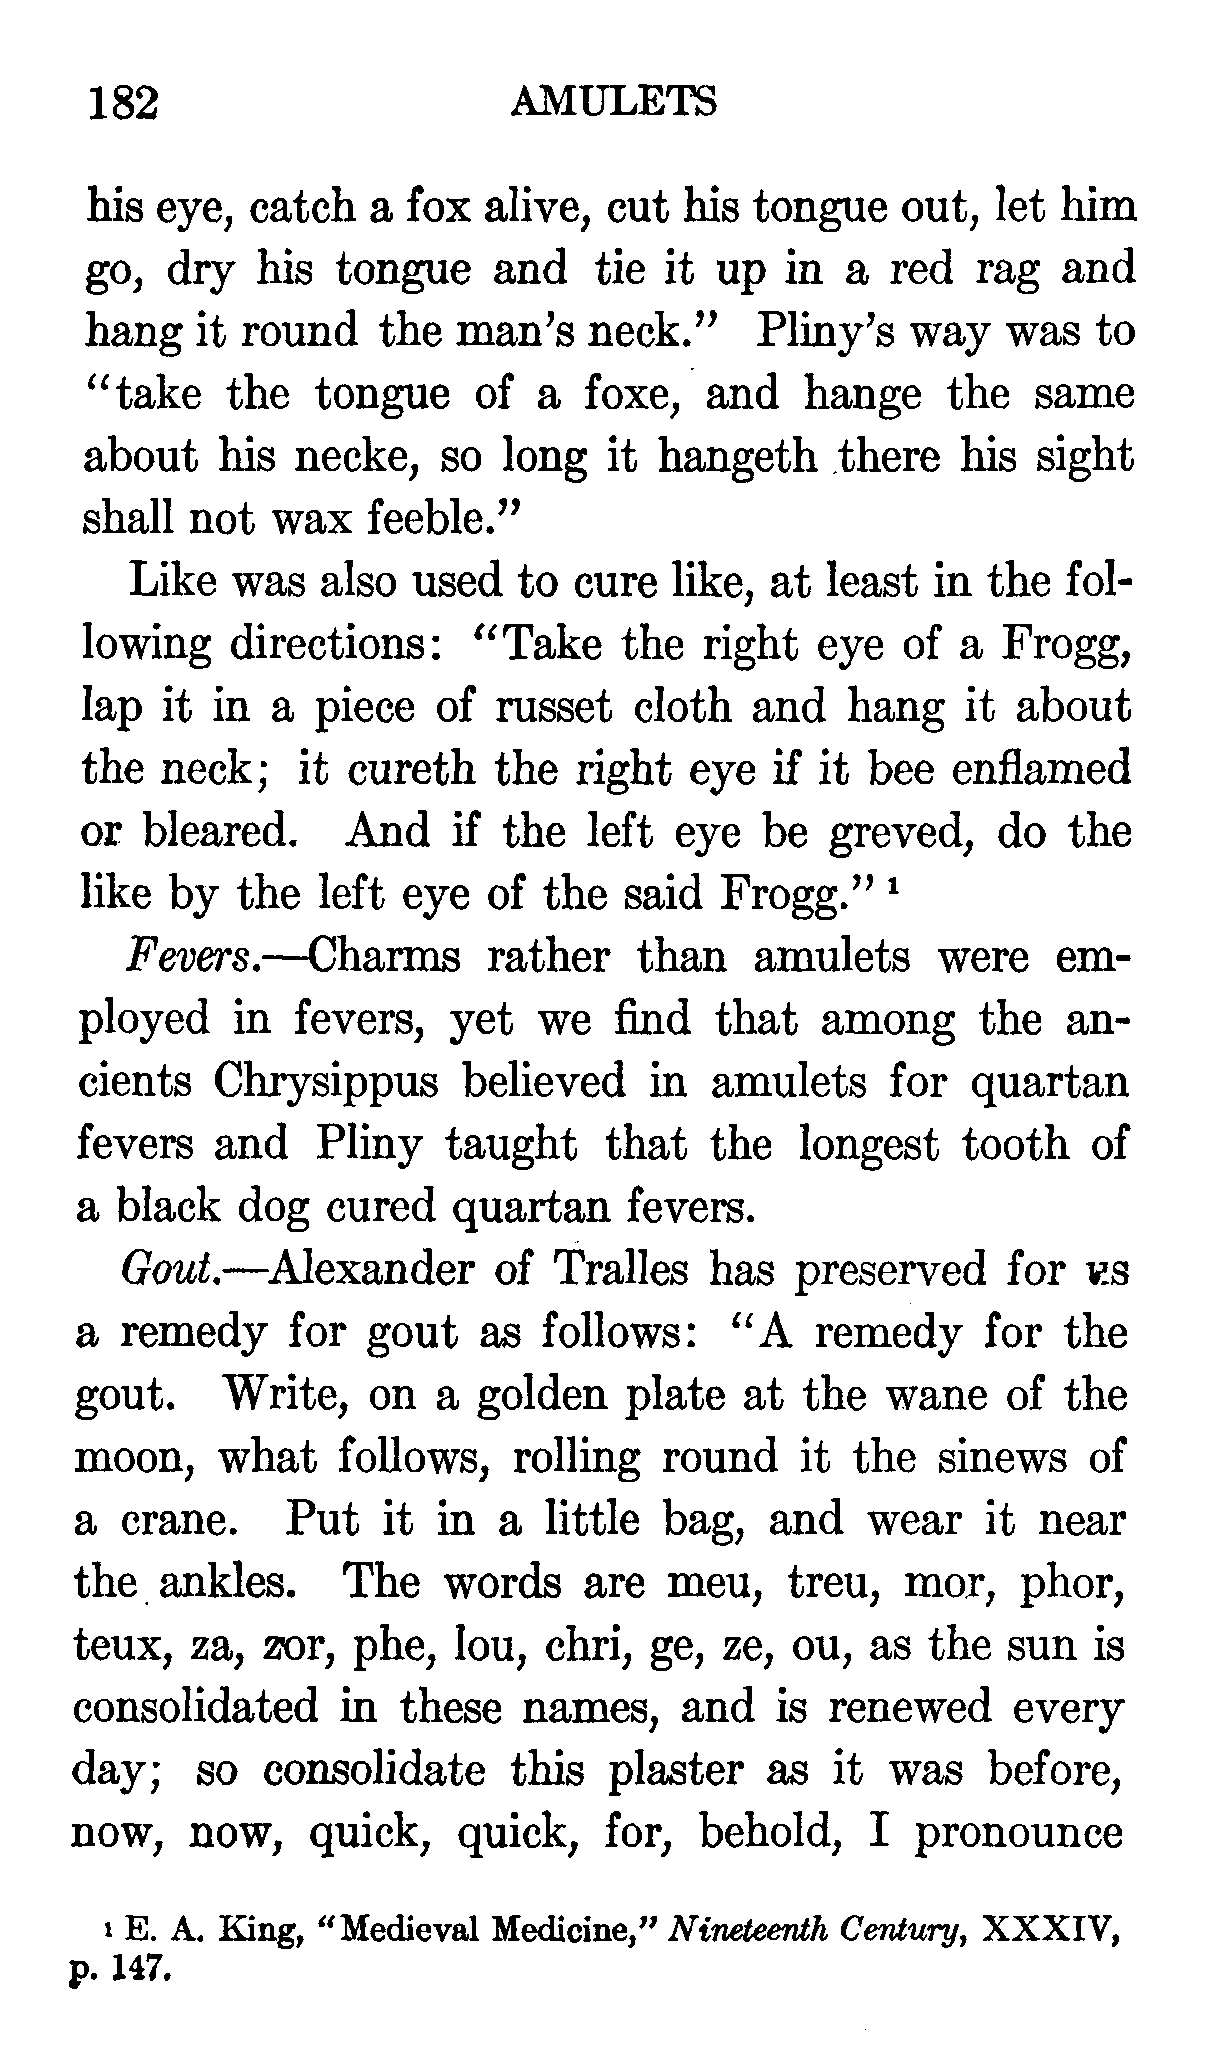 182 AMULETS
his eye, catch a fox alive, cut his tongue out, let him
go, dry his tongue and tie it up in a red rag and
hang it round the man's neck." Pliny's way was to
"take the tongue of a foxe, and hange the same
about his necke, so long it hangeth there his sight
shall not wax feeble."
Like was also used to cure like, at least in the fol-
lowing directions: "Take the right eye of a Frogg,
lap it in a piece of russet cloth and hang it about
the neck; it cureth the right eye if it bee enflamed
or bleared. And if the left eye be greved, do the
like by the left eye of the said Frogg." 1
Fevers.—Charms rather than amulets were em-
ployed in fevers, yet we find that among the an-
cients Chrysippus believed in amulets for quartan
fevers and Pliny taught that the longest tooth of
a black dog cured quartan fevers.
Gout.—Alexander of Tralles has preserved for us
a remedy for gout as follows: "A remedy for the
gout. Write, on a golden plate at the wane of the
moon, what follows, rolling round it the sinews of
a crane. Put it in a little bag, and wear it near
the ankles. The words are meu, treu, mor, phor,
teux, za, zor, phe, lou, chri, ge, ze, ou, as the sun is
consolidated in these names, and is renewed every
day; so consolidate this plaster as it was before,
now, now, quick, quick, for, behold, I pronounce
1 E. A. King, "Medieval Medicine," Nineteenth Century, XXXIV,
p. 147.